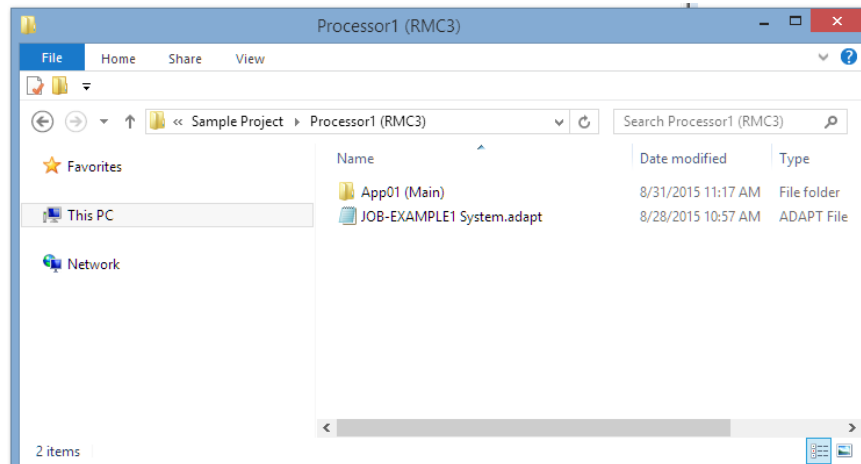 Processor1 (RMC3)
File Home Share View
« Sample Project Processor1 (RMC3) Search Processor1 (RMC3)
Favorites
This PC
Network
Name Date modified Type
App01 (Main) 8/31/2015 11:17 AM File folder
JOB-EXAMPLE1 System.adapt 8/28/2015 10:57 AM ADAPT File
2 items